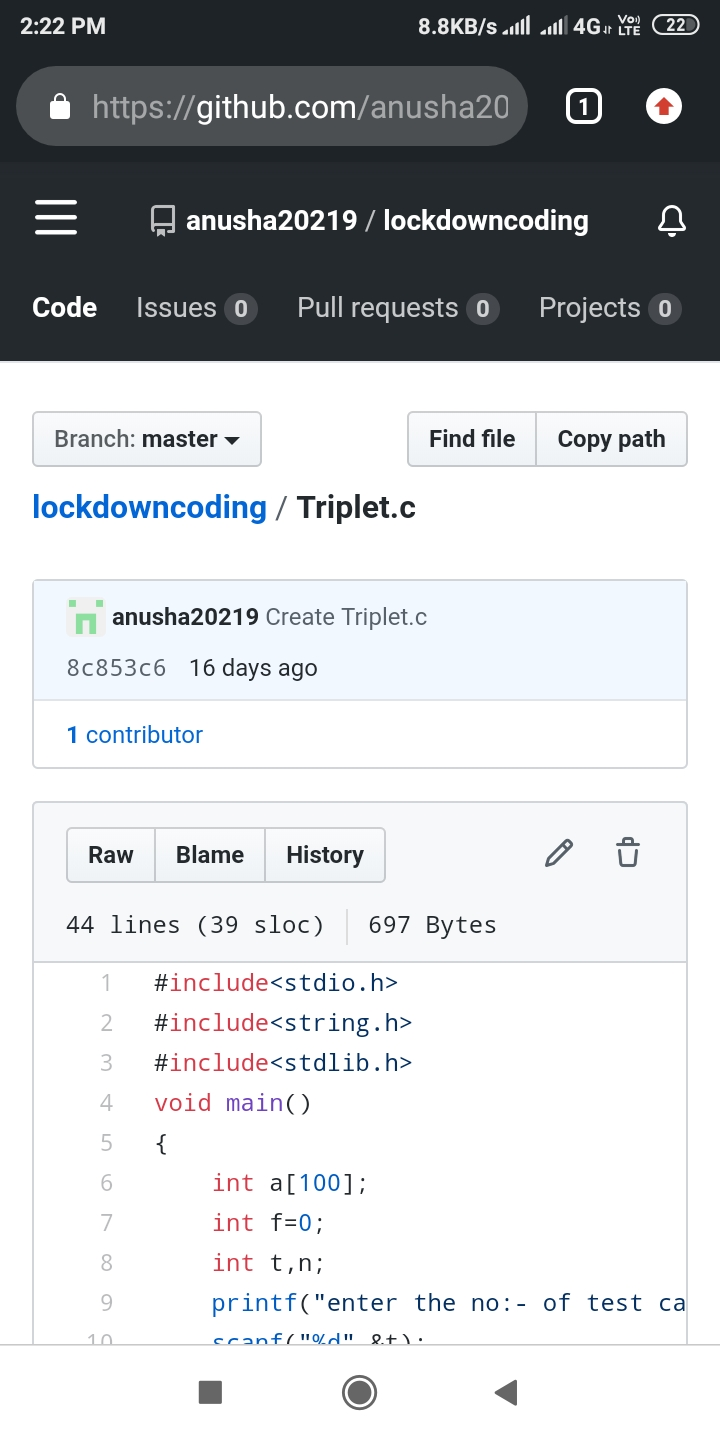 2:22 PM 8.8KB/s 4G Vo) LTE 22
https://github.com/anusha20 1
anusha20219 / lockdowncoding
Code Issues 0 Pull requests 0 Projects 0
Branch: master Find file Copy path
lockdowncoding / Triplet.c
anusha20219 Create Triplet.c
8c853c6 16 days ago
1 contributor
Raw Blame History
44 lines (39 sloc) 697 Bytes
1 #include<stdio.h>
2 #include<string.h>
3 #include<stdlib.h>
4 void main()
5 {
6 int a[100];
7 int f=0;
8 int t,n;
9 printf("enter the no:- of test ca
10 scanf("%d",&t);